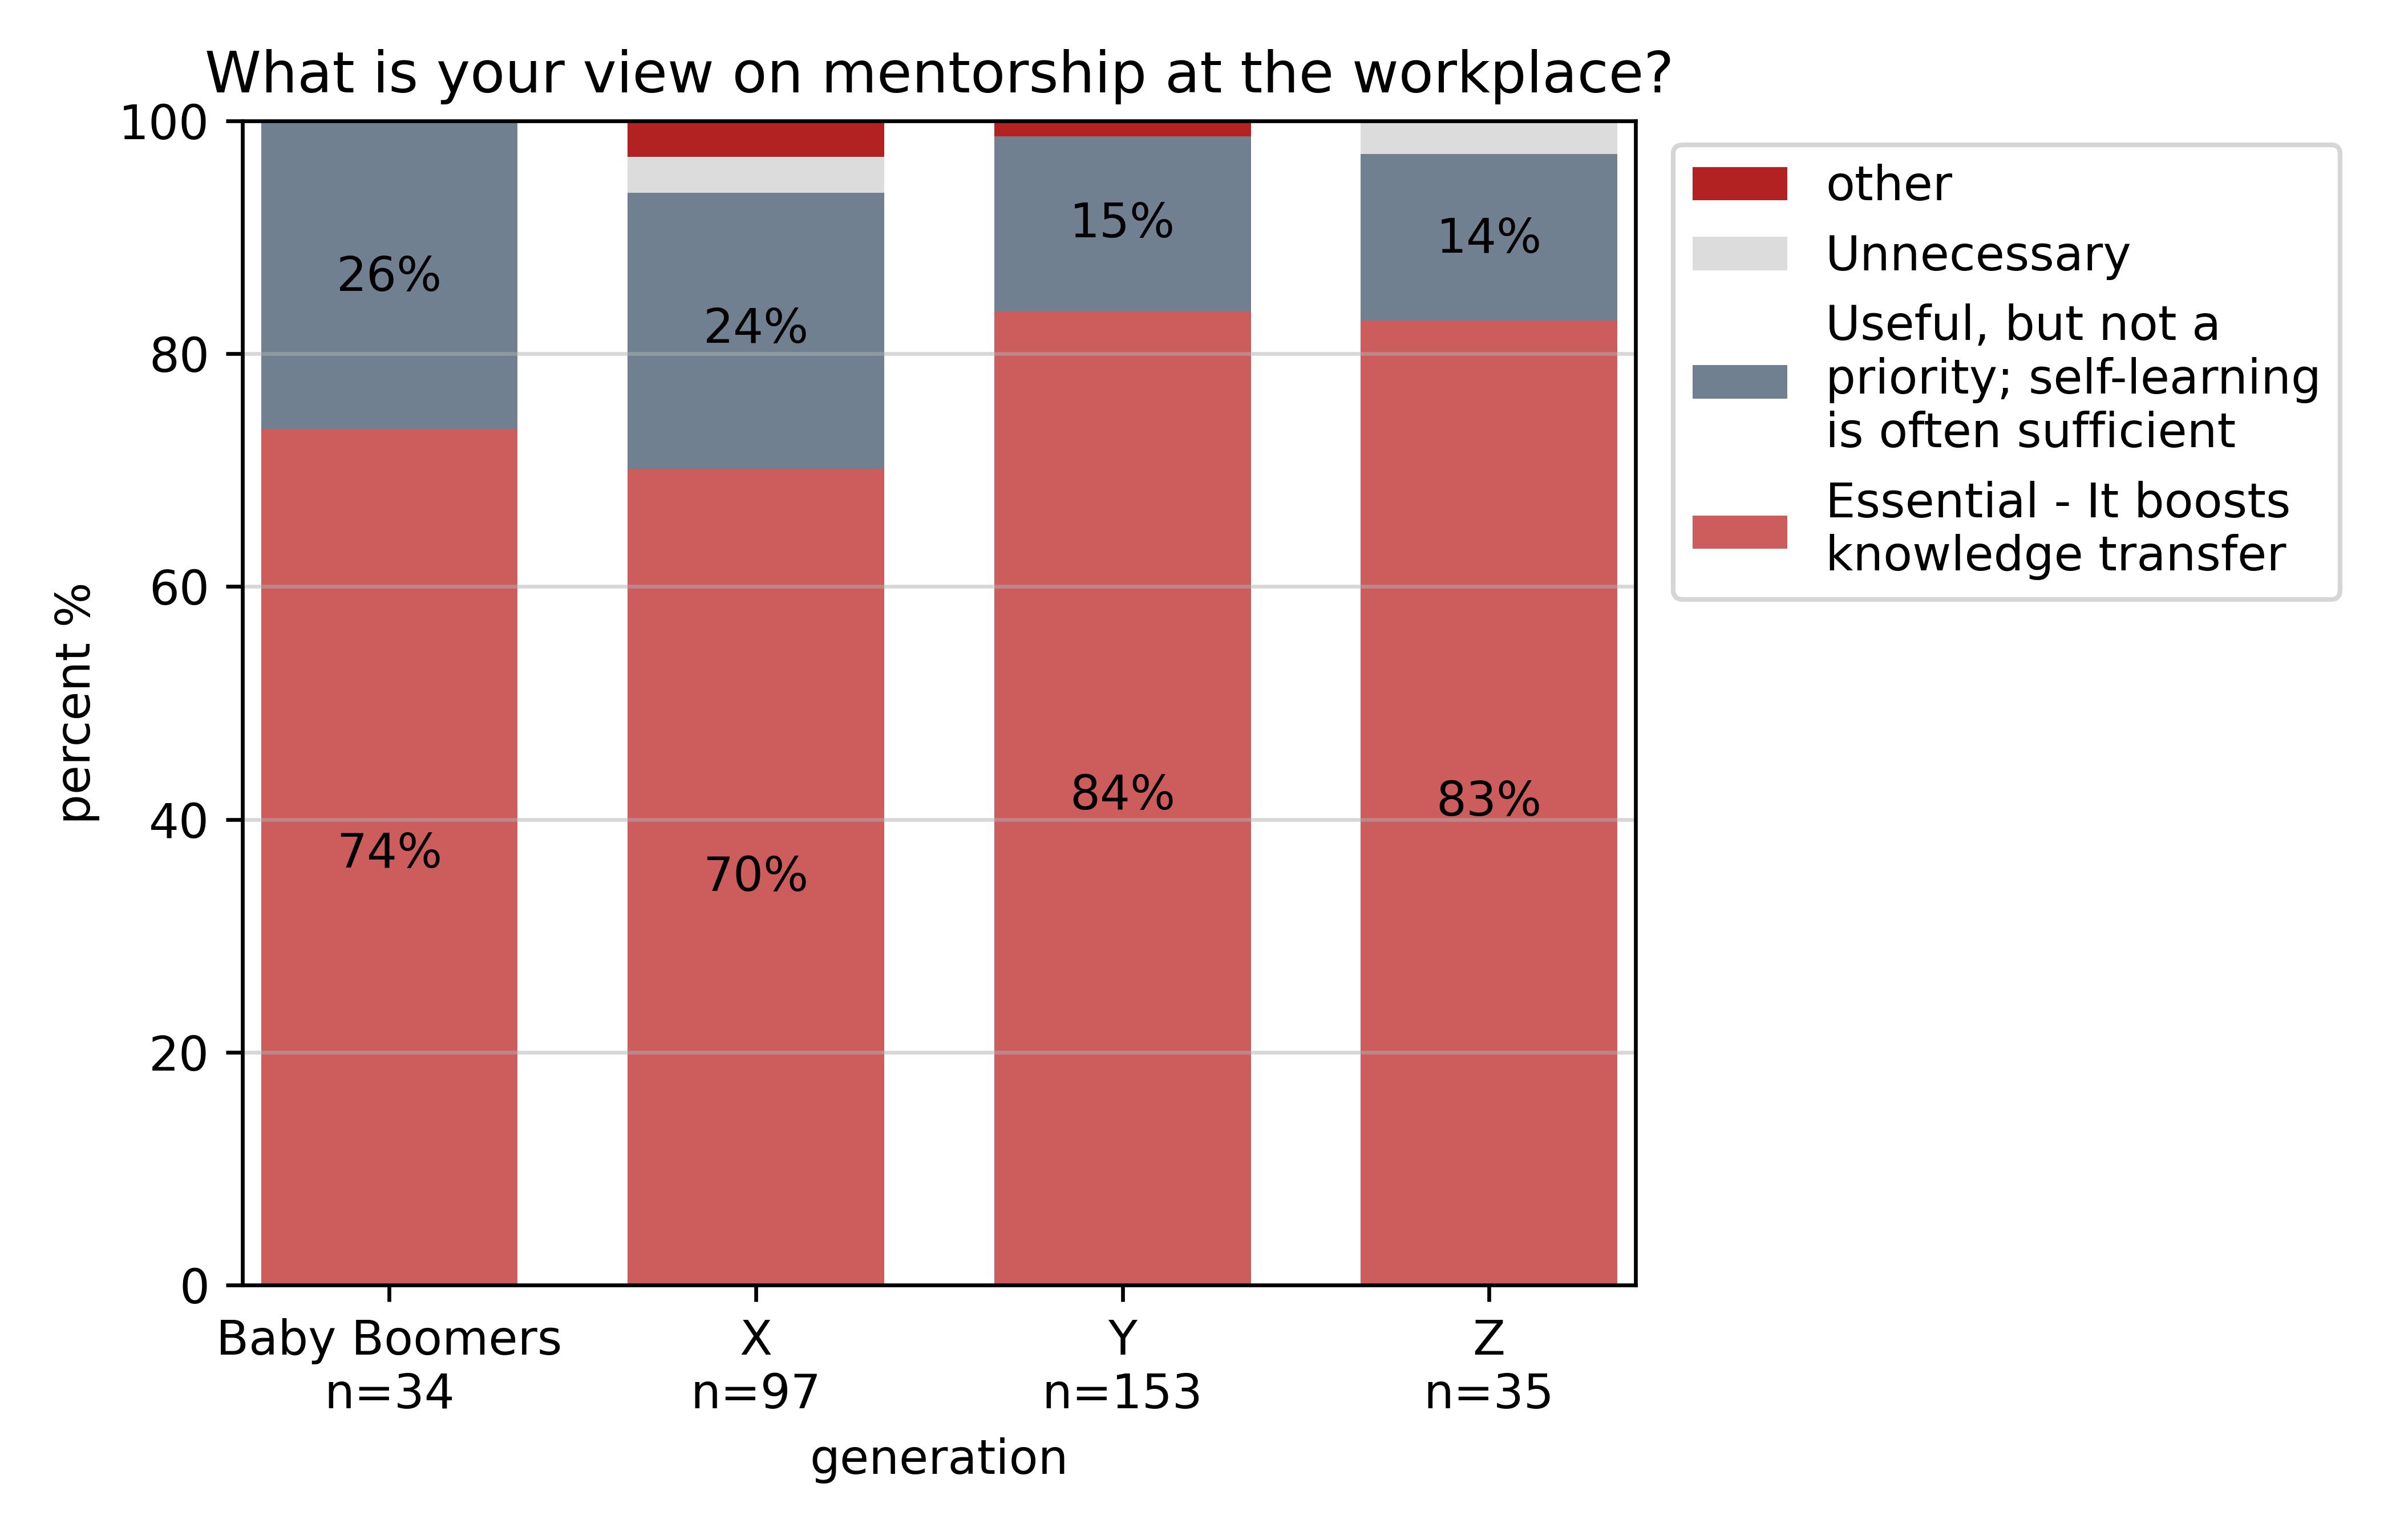 What is your view on mentorship at the workplace?
100
80
60
40
20
0
percent %
26%
24%
15%
14%
74%
70%
84%
83%
Baby Boomers
n=34
X
n=97
Y
n=153
Z
n=35
generation
other
Unnecessary
Useful, but not a
priority; self-learning
is often sufficient
Essential - It boosts
knowledge transfer